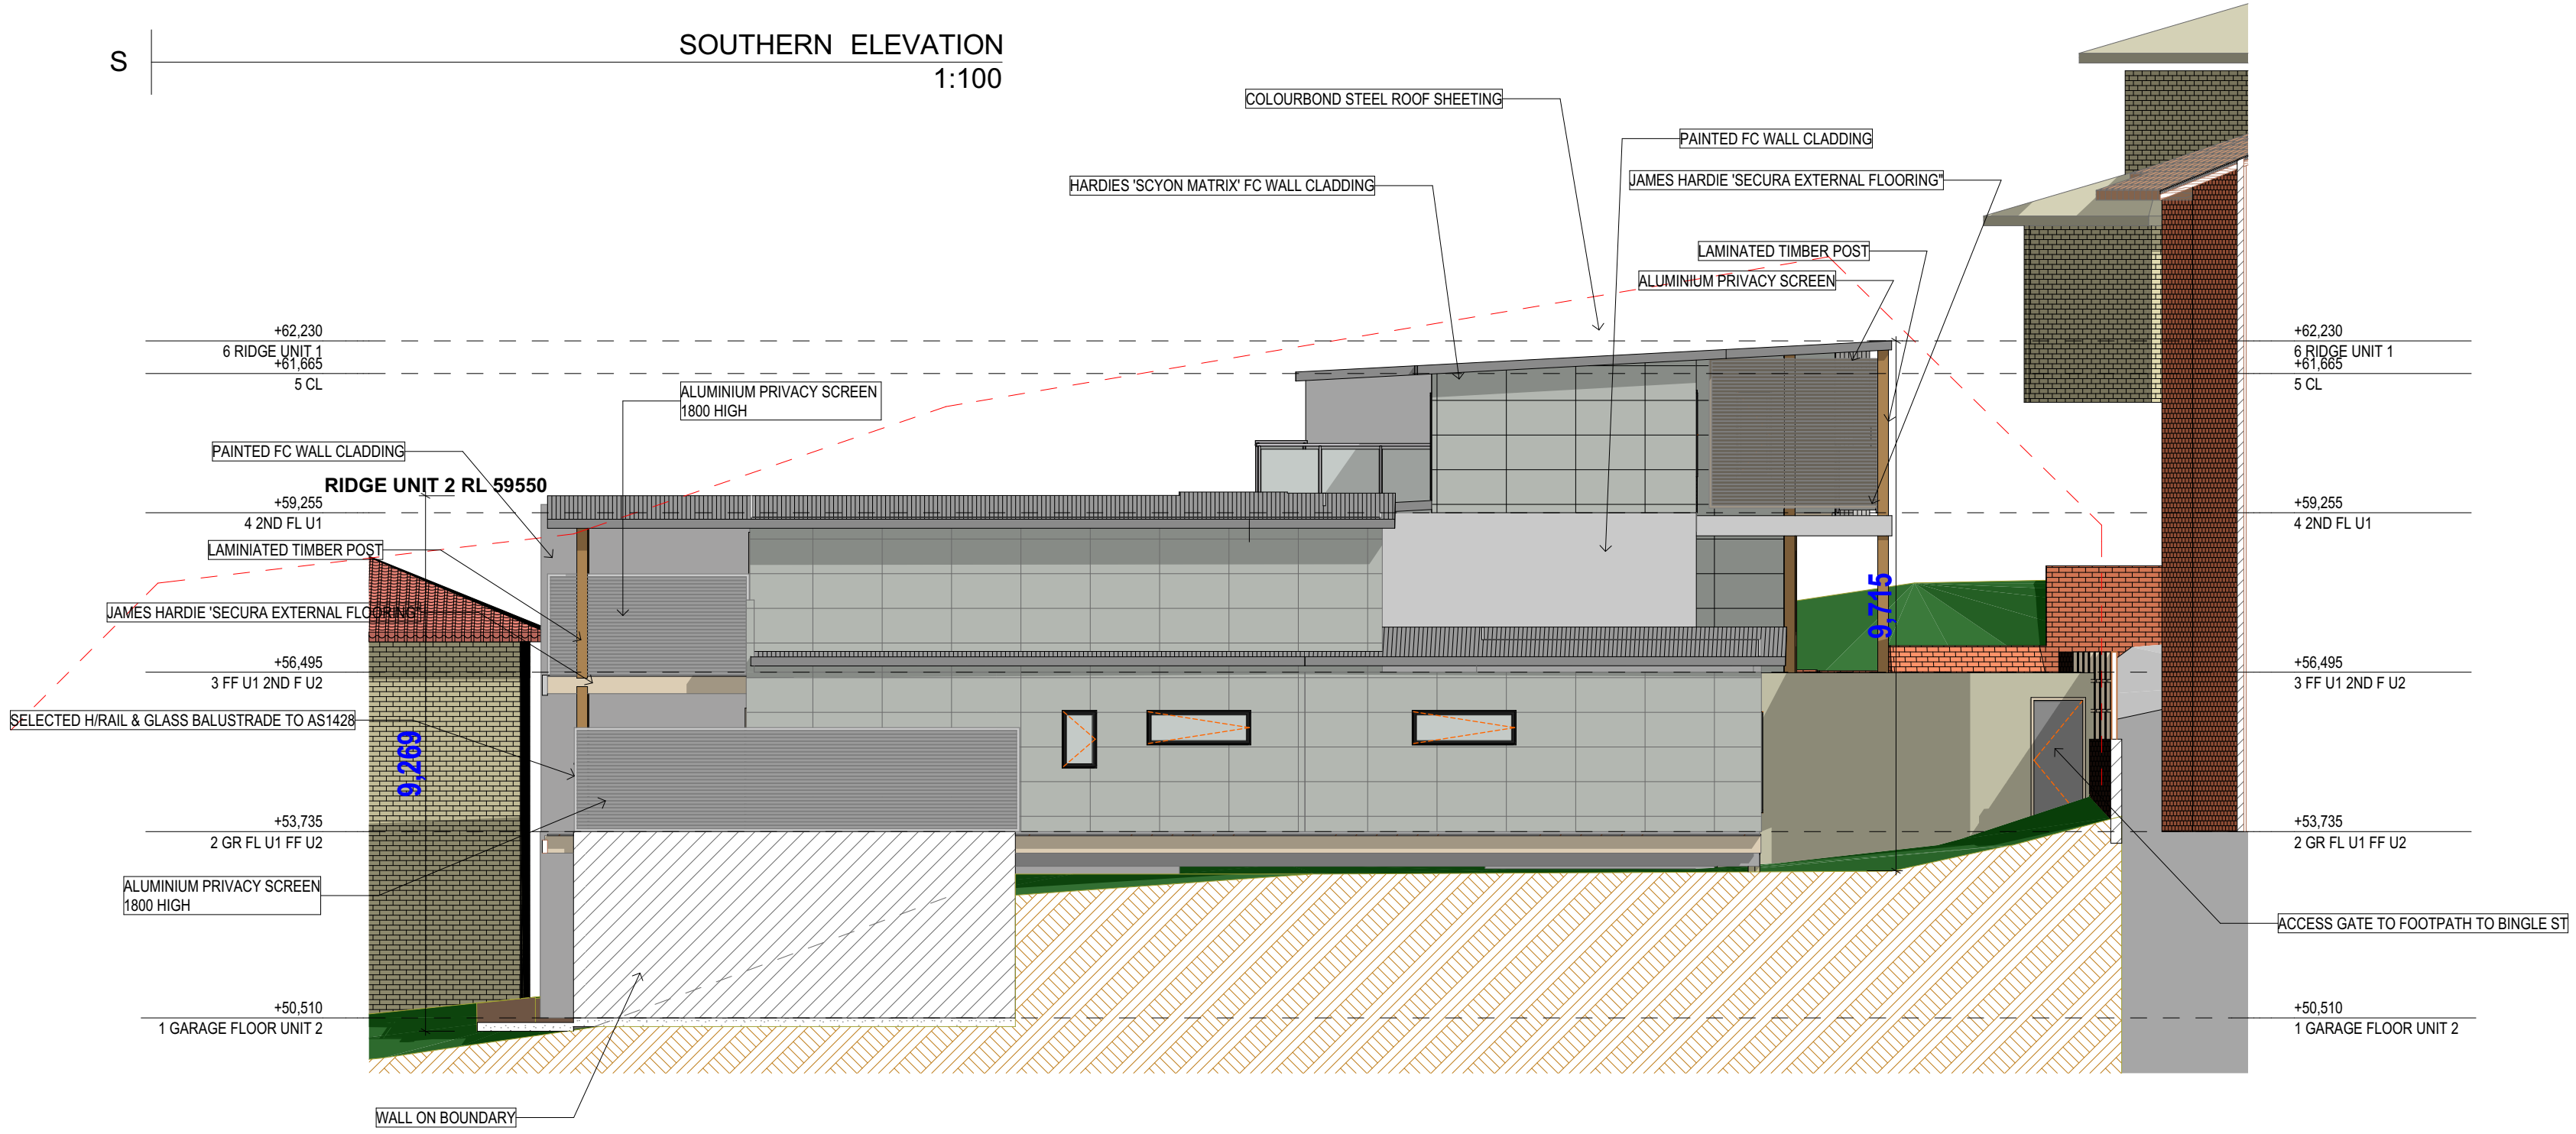 S
SOUTHERN ELEVATION
1:100
COLOURBOND STEEL ROOF SHEETING
PAINTED FC WALL CLADDING
HARDIES 'SCYON MATRIX' FC WALL CLADDING
JAMES HARDIE 'SECURA EXTERNAL FLOORING"
LAMINATED TIMBER POST
ALUMINIUM PRIVACY SCREEN
+62,230
6 RIDGE UNIT 1
+61,665
5 CL
+62,230
6 RIDGE UNIT 1
+61,665
5 CL
ALUMINIUM PRIVACY SCREEN
1800 HIGH
PAINTED FC WALL CLADDING
RIDGE UNIT 2 RL 59550
+59,255
4 2ND FL U1
+59,255
4 2ND FL U1
LAMINIATED TIMBER POST
JAMES HARDIE 'SECURA EXTERNAL FLOORING"
9,715
+56,495
3 FF U1 2ND F U2
+56,495
3 FF U1 2ND F U2
SELECTED H/RAIL & GLASS BALUSTRADE TO AS1428
9,269
+53,735
2 GR FL U1 FF U2
+53,735
2 GR FL U1 FF U2
ALUMINIUM PRIVACY SCREEN
1800 HIGH
ACCESS GATE TO FOOTPATH TO BINGLE ST
+50,510
1 GARAGE FLOOR UNIT 2
+50,510
1 GARAGE FLOOR UNIT 2
WALL ON BOUNDARY